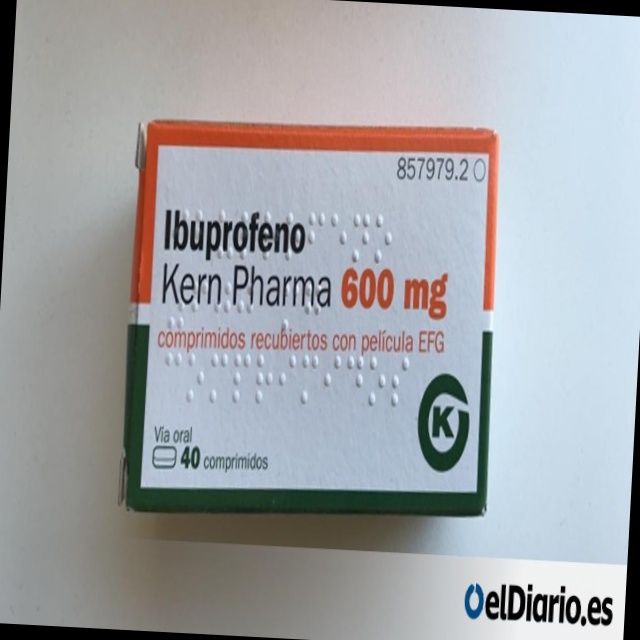 857979.2
Ibuprofeno
Kern Pharma 600 mg
comprimidos recubiertos con película EFG
K
Vía oral
40 comprimidos
elDiario.es